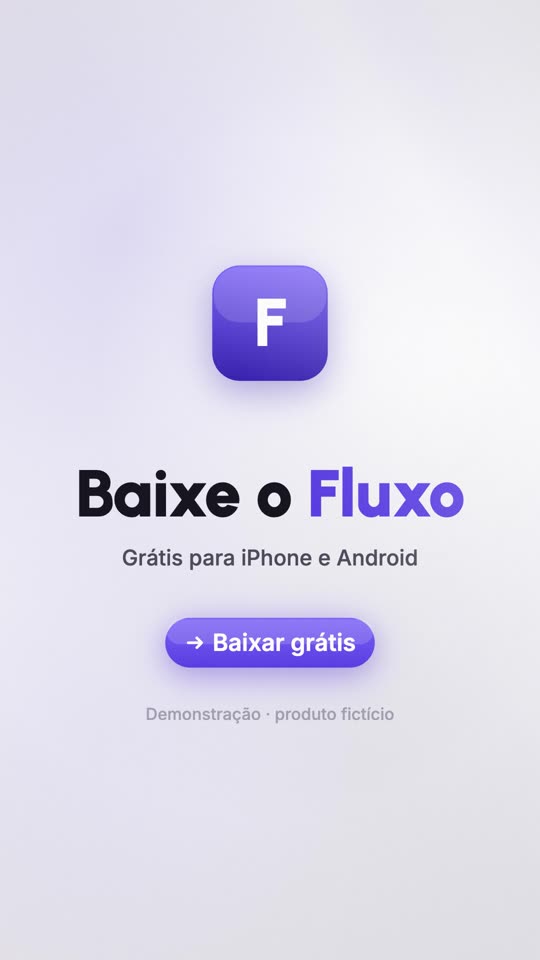 F
Baixe o Fluxo
Grátis para iPhone e Android
→ Baixar grátis
Demonstração · produto fictício